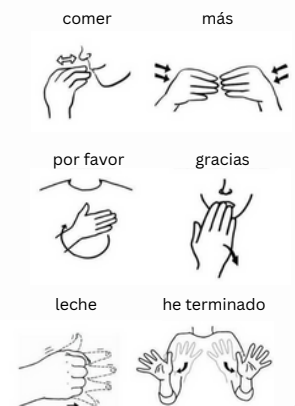 comer más
por favor gracias
leche he terminado